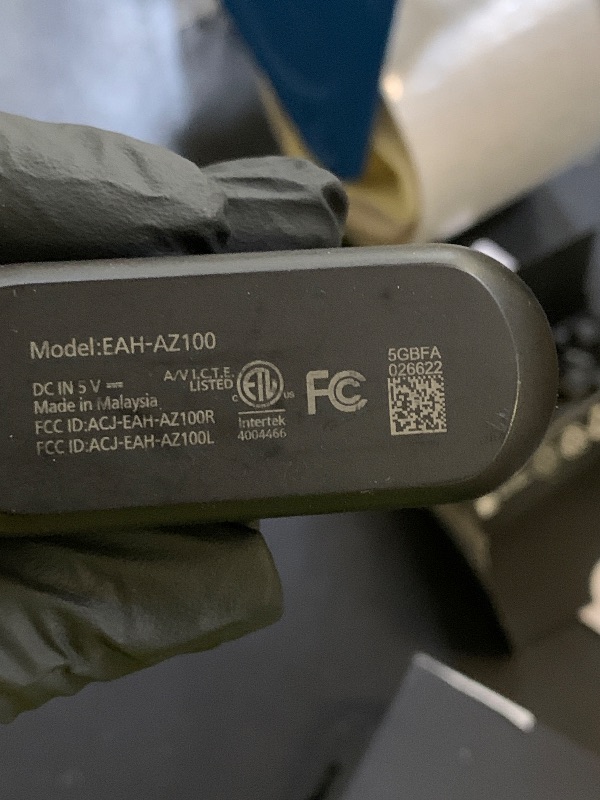 Model:EAH-AZ100
DC IN 5 V ⎓
Made in Malaysia
FCC ID:ACJ-EAH-AZ100R
FCC ID:ACJ-EAH-AZ100L
A/V I.C.T.E.
LISTED
c ETL us
Intertek
4004466
FC
5GBFA
026622